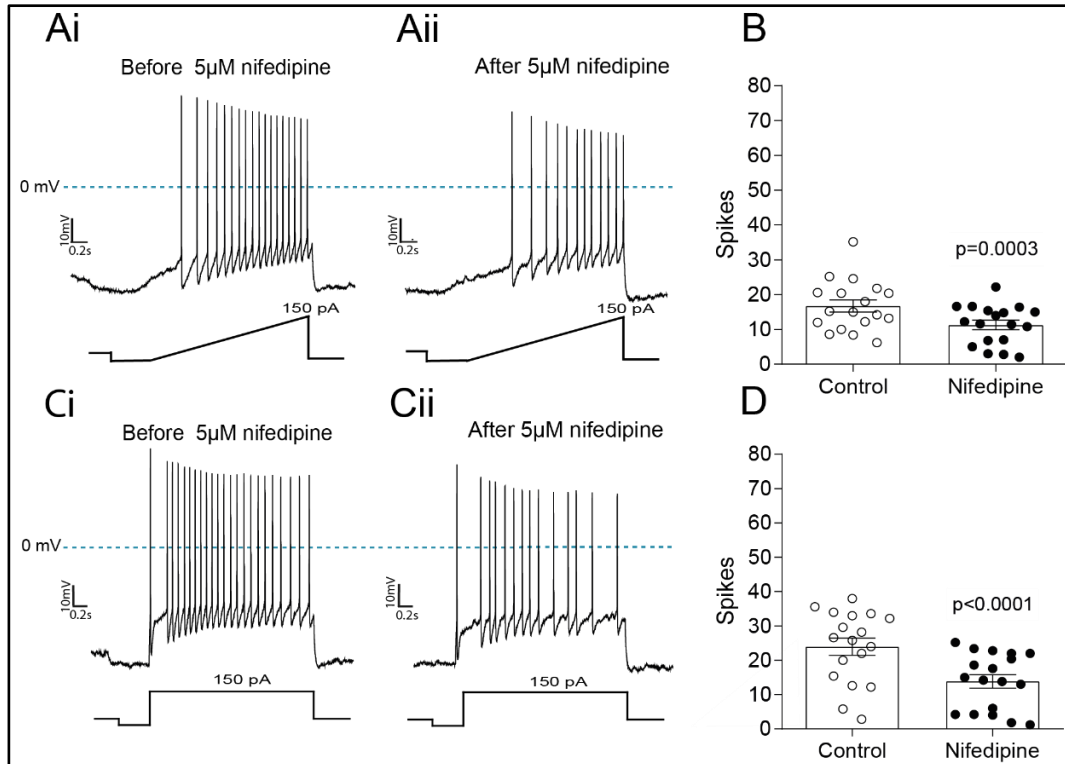 Ai
Before 5µM nifedipine
0 mV
10mV
0.2s
150 pA
Aii
After 5µM nifedipine
10mV
0.2s
150 pA
B
Spikes
80
70
60
50
40
30
20
10
0
p=0.0003
Control
Nifedipine
Ci
Before 5µM nifedipine
0 mV
10mV
0.2s
150 pA
Cii
After 5µM nifedipine
10mV
0.2s
150 pA
D
Spikes
80
70
60
50
40
30
20
10
0
p<0.0001
Control
Nifedipine